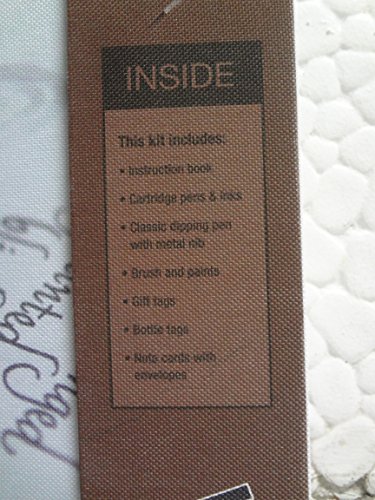 INSIDE
This kit includes:
• Instruction book
• Cartridge pens & inks
• Classic dipping pen
with metal nib
• Brush and paints
• Gift tags
• Bottle tags
• Note cards with
envelopes